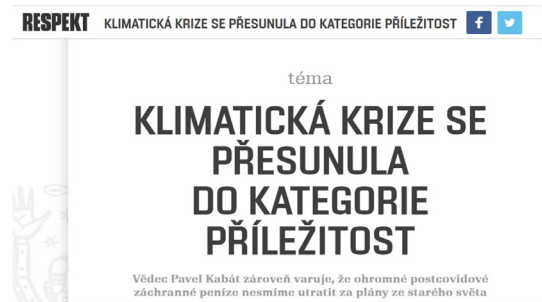 RESPEKT KLIMATICKÁ KRIZE SE PŘESUNULA DO KATEGORIE PŘÍLEŽITOST
téma
KLIMATICKÁ KRIZE SE
PŘESUNULA
DO KATEGORIE
PŘÍLEŽITOST
Vědec Pavel Kabát zároveň varuje, že ohromné postcovidové
záchranné peníze nesmíme utratit za plány ze starého světa